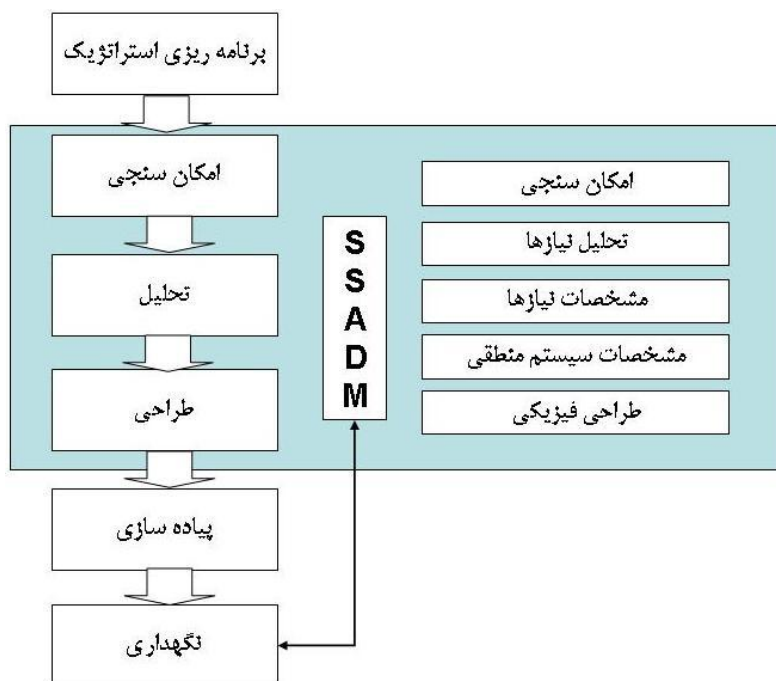 برنامه ریزی استراتژیک
امکان سنجی
تحلیل
طراحی
پیاده سازی
نگهداری
SSADM
امکان سنجی
تحلیل نیازها
مشخصات نیازها
مشخصات سیستم منطقی
طراحی فیزیکی